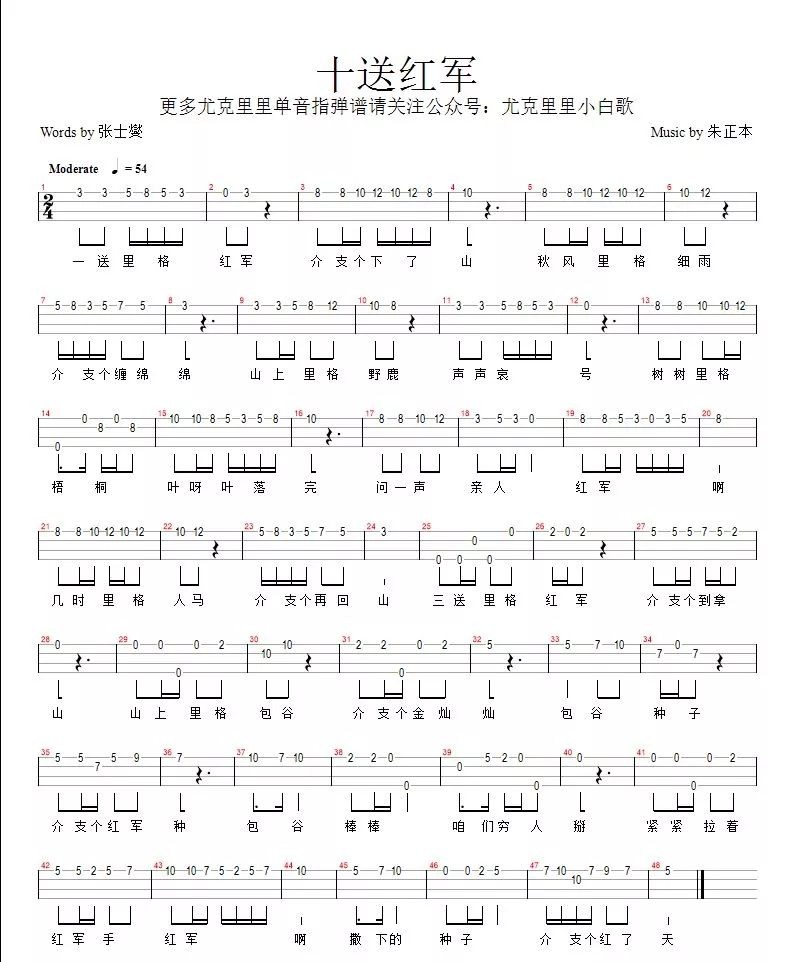 十送红军
更多尤克里里单音指弹谱请关注公众号：尤克里里小白歌
Words by 张士燮
Music by 朱正本
Moderate ♩ = 54
1 2 3 4 5 6
2/4 3 3 5 8 5 3 0 3 8 8 10 12 10 12 8 10 8 8 10 12 10 12
一 送 里 格 红 军 介 支 个 下 了 山 秋 风 里 格 细 雨
7 8 9 10 11 12 13
5 8 3 5 7 5 3 3 3 5 8 12 10 8 3 3 5 8 5 3 0 8 8 10 10 12
介 支 个 缠 绵 绵 山 上 里 格 野 鹿 声 声 哀 号 树 树 里 格
14 15 16 17 18 19 20
0 0 8 0 8 10 10 8 5 3 5 8 10 8 8 10 12 3 5 3 0 8 8 5 3 0 3 5 8
梧 桐 叶 呀 叶 落 完 问 一 声 亲 人 红 军 啊
21 22 23 24 25 26 27
8 8 10 12 10 12 10 12 5 8 3 5 7 5 3 0 0 0 0 0 2 0 2 5 5 5 7 5 2
几 时 里 格 人 马 介 支 个 再 回 山 三 送 里 格 红 军 介 支 个 到 拿
28 29 30 31 32 33 34
0 0 0 0 0 2 10 10 2 2 0 0 2 5 5 7 10 7 0 7
山 山 上 里 格 包 谷 介 支 个 金 灿 灿 包 谷 种 子
35 36 37 38 39 40 41
5 5 7 5 9 7 10 7 10 2 2 0 0 0 5 2 0 0 0 0 0 0 0 2
介 支 个 红 军 种 包 谷 棒 棒 咱 们 穷 人 掰 紧 紧 拉 着
42 43 44 45 46 47 48
5 5 2 5 7 10 10 7 5 2 5 7 10 5 7 10 0 0 2 5 7 10 10 7 9 7 5
红 军 手 红 军 啊 撒 下 的 种 子 介 支 个 红 了 天